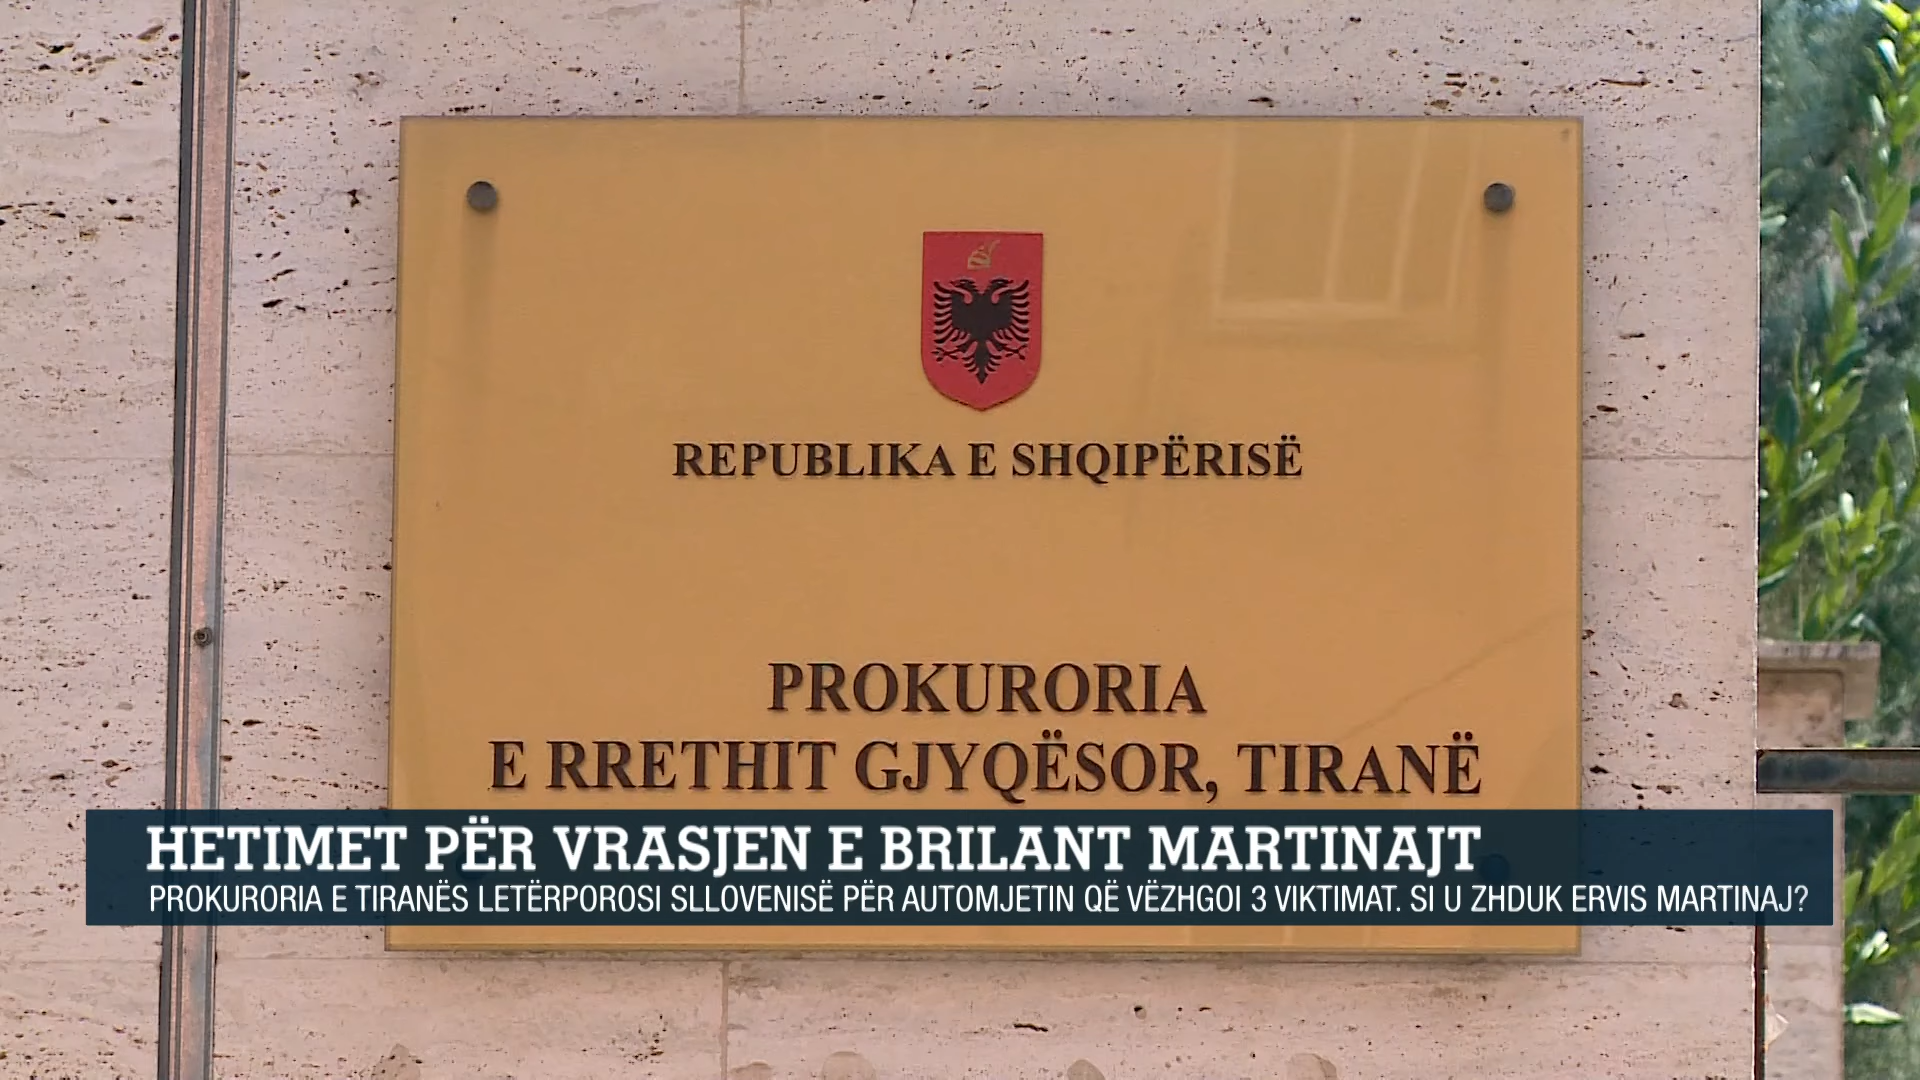 REPUBLIKA E SHQIPËRISË
PROKURORIA
E RRETHIT GJYQËSOR, TIRANË
HETIMET PËR VRASJEN E BRILANT MARTINAJT
PROKURORIA E TIRANËS LETËRPOROSI SLLOVENISË PËR AUTOMJETIN QË VËZHGOI 3 VIKTIMAT. SI U ZHDUK ERVIS MARTINAJ?